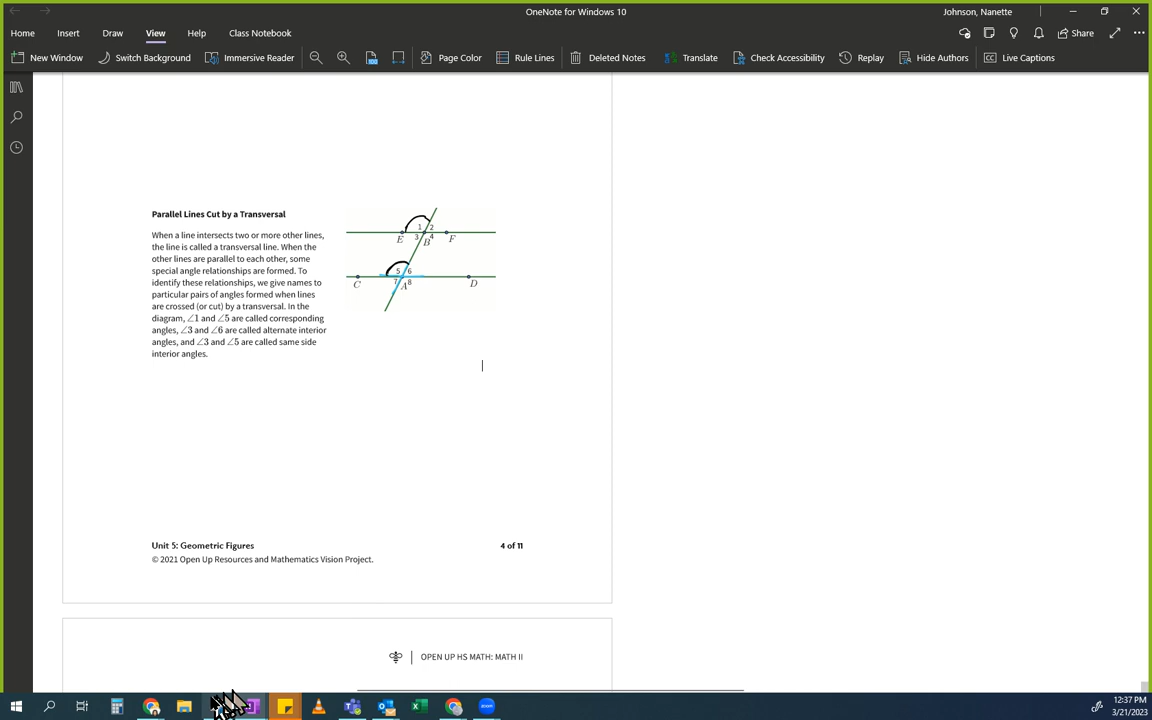 OneNote for Windows 10
Johnson, Nanette
Home Insert Draw View Help Class Notebook
Share
New Window Switch Background Immersive Reader Page Color Rule Lines Deleted Notes Translate Check Accessibility Replay Hide Authors Live Captions
Parallel Lines Cut by a Transversal
When a line intersects two or more other lines,
the line is called a transversal line. When the
other lines are parallel to each other, some
special angle relationships are formed. To
identify these relationships, we give names to
particular pairs of angles formed when lines
are crossed (or cut) by a transversal. In the
diagram, ∠1 and ∠5 are called corresponding
angles, ∠3 and ∠6 are called alternate interior
angles, and ∠3 and ∠5 are called same side
interior angles.
1 2
3 4
E B F
5 6
7 8
C A D
Unit 5: Geometric Figures
4 of 11
© 2021 Open Up Resources and Mathematics Vision Project.
OPEN UP HS MATH: MATH II
12:37 PM
3/21/2023